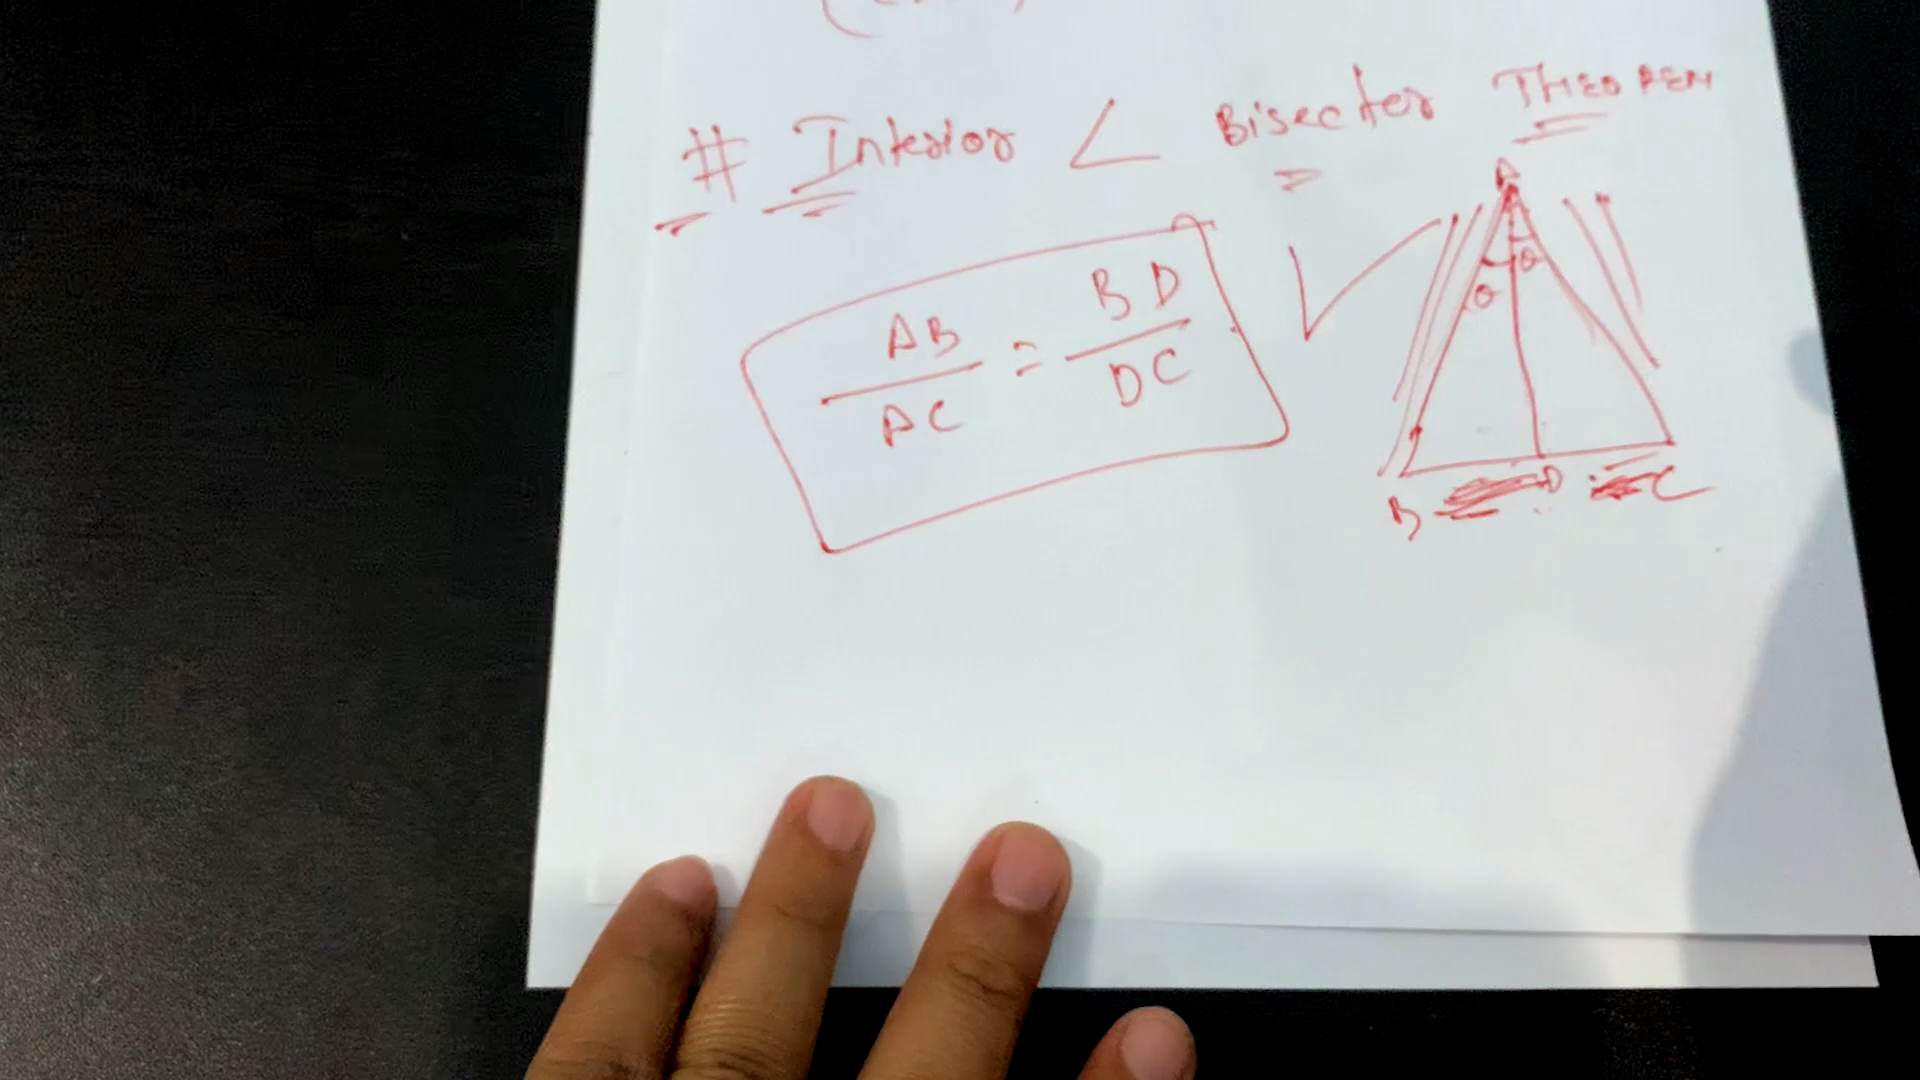 # Interior ∠ Bisector THEOREM
AB/AC = BD/DC
A
θ θ
B D C